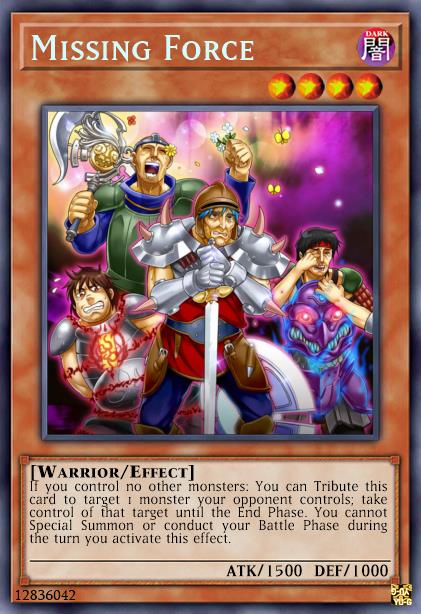 Missing Force
DARK
闇
[Warrior/Effect]
If you control no other monsters: You can Tribute this
card to target 1 monster your opponent controls; take
control of that target until the End Phase. You cannot
Special Summon or conduct your Battle Phase during
the turn you activate this effect.
ATK/1500 DEF/1000
12836042